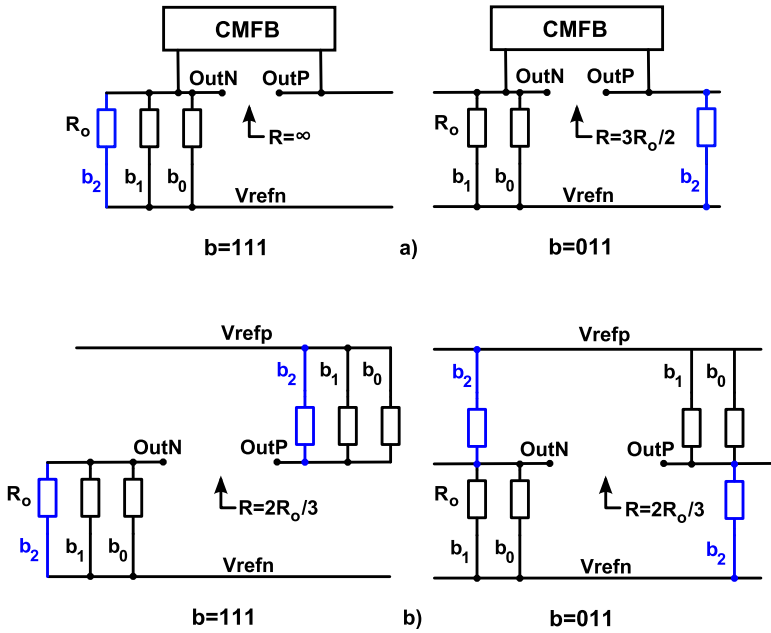 CMFB
CMFB
OutN OutP
OutN OutP
Rₒ
R=∞
Rₒ
R=3Rₒ/2
b₂ b₁ b₀
b₁ b₀ b₂
Vrefn
Vrefn
b=111
a)
b=011
Vrefp
Vrefp
b₂ b₁ b₀
b₂ b₁ b₀
OutN OutP
OutN OutP
Rₒ
R=2Rₒ/3
Rₒ
R=2Rₒ/3
b₂ b₁ b₀
b₁ b₀ b₂
Vrefn
Vrefn
b=111
b)
b=011